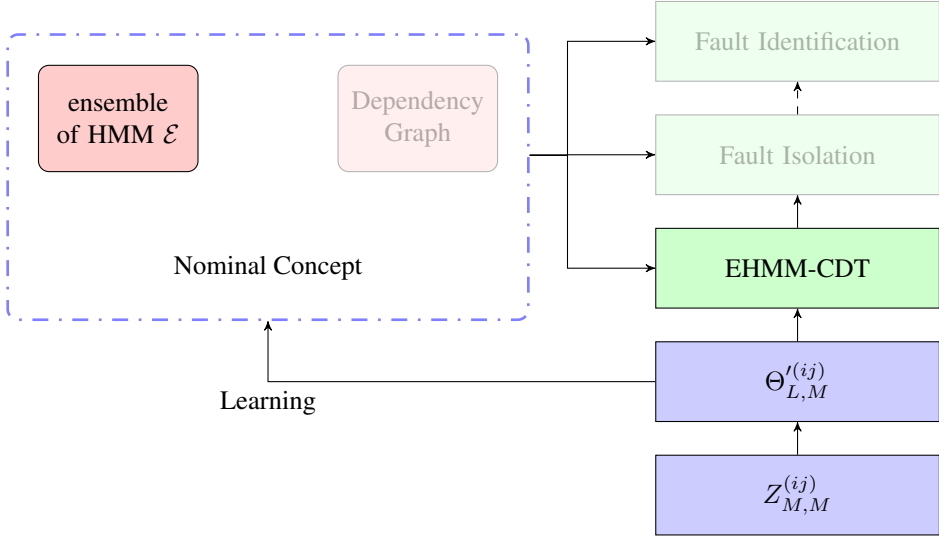 Fault Identification
ensemble
of HMM ℰ
Dependency
Graph
Fault Isolation
Nominal Concept
EHMM-CDT
Θ'^{(ij)}_{L,M}
Learning
Z^{(ij)}_{M,M}